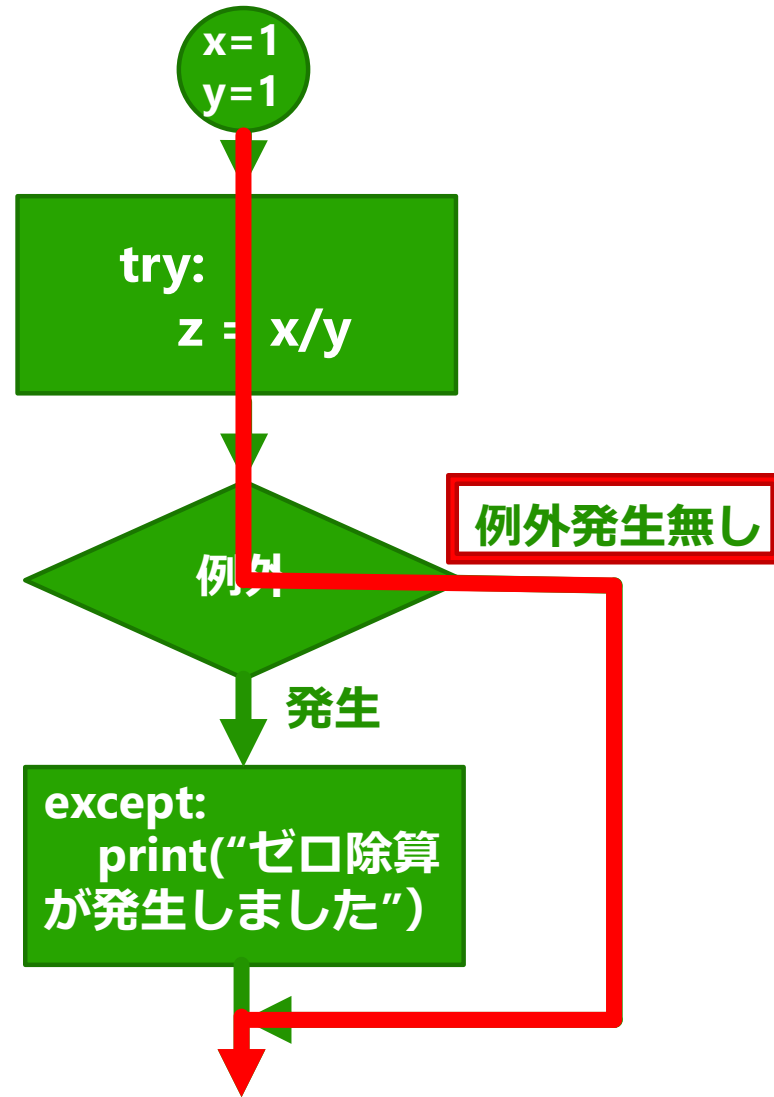 x=1
y=1
try:
z = x/y
例外発生無し
例外
発生
except:
print(“ゼロ除算
が発生しました”）